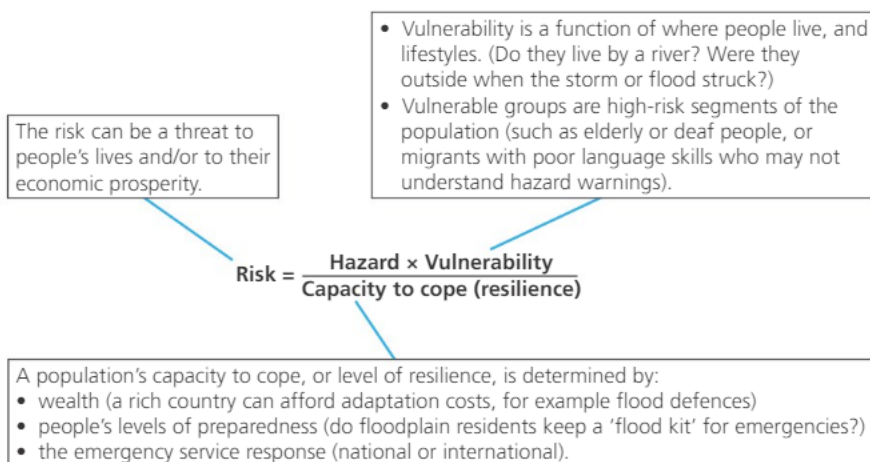 • Vulnerability is a function of where people live, and
lifestyles. (Do they live by a river? Were they
outside when the storm or flood struck?)
• Vulnerable groups are high-risk segments of the
population (such as elderly or deaf people, or
migrants with poor language skills who may not
understand hazard warnings).
The risk can be a threat to
people's lives and/or to their
economic prosperity.
Risk = Hazard × Vulnerability
Capacity to cope (resilience)
A population's capacity to cope, or level of resilience, is determined by:
• wealth (a rich country can afford adaptation costs, for example flood defences)
• people's levels of preparedness (do floodplain residents keep a 'flood kit' for emergencies?)
• the emergency service response (national or international).